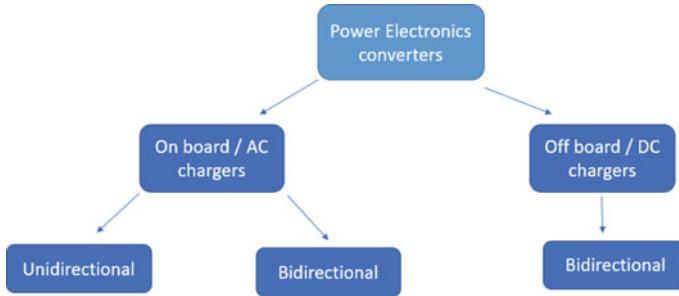 Power Electronics
converters
On board / AC
chargers
Off board / DC
chargers
Unidirectional
Bidirectional
Bidirectional